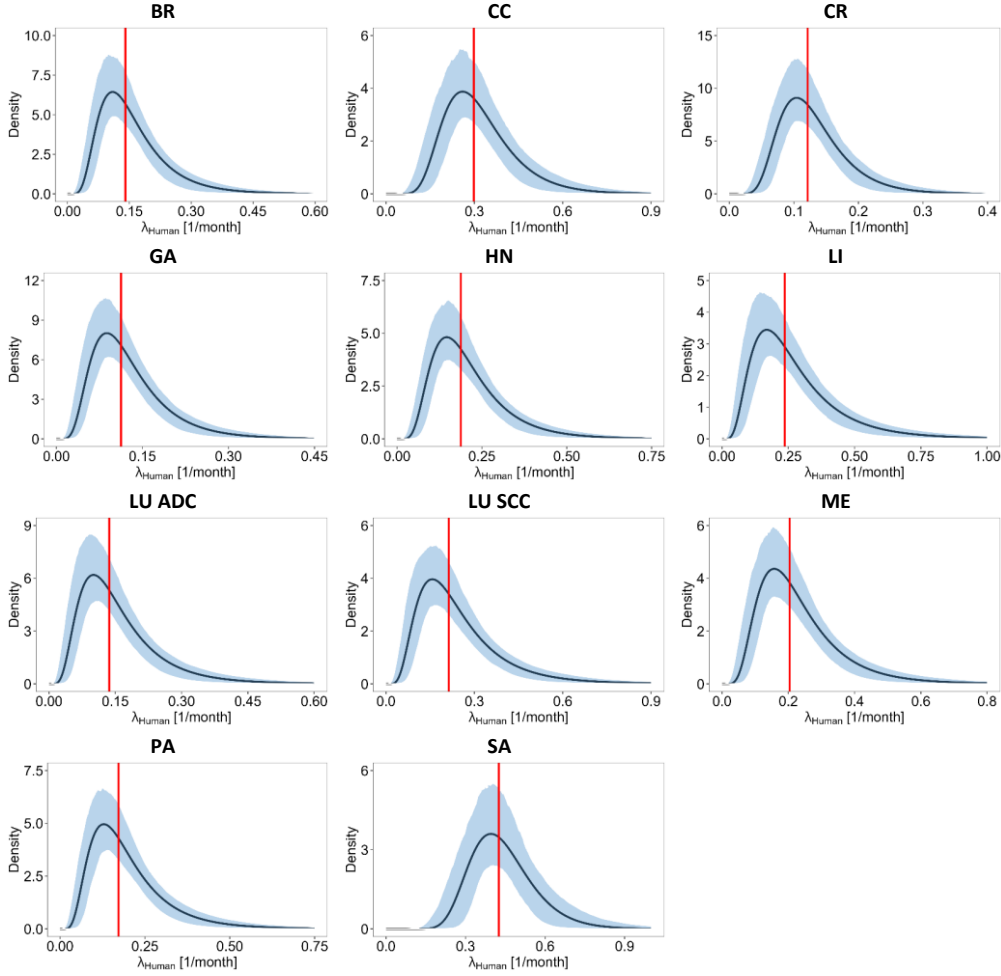 BR
10.0
7.5
5.0
2.5
0.0
Density
0.00 0.15 0.30 0.45 0.60
λHuman [1/month]
CC
6
4
2
0
Density
0.0 0.3 0.6 0.9
λHuman [1/month]
CR
15
10
5
0
Density
0.0 0.1 0.2 0.3 0.4
λHuman [1/month]
GA
12
9
6
3
0
Density
0.00 0.15 0.30 0.45
λHuman [1/month]
HN
7.5
5.0
2.5
0.0
Density
0.00 0.25 0.50 0.75
λHuman [1/month]
LI
5
4
3
2
1
0
Density
0.00 0.25 0.50 0.75 1.00
λHuman [1/month]
LU ADC
9
6
3
0
Density
0.00 0.15 0.30 0.45 0.60
λHuman [1/month]
LU SCC
6
4
2
0
Density
0.0 0.3 0.6 0.9
λHuman [1/month]
ME
6
4
2
0
Density
0.0 0.2 0.4 0.6 0.8
λHuman [1/month]
PA
7.5
5.0
2.5
0.0
Density
0.00 0.25 0.50 0.75
λHuman [1/month]
SA
6
3
0
Density
0.0 0.3 0.6 0.9
λHuman [1/month]